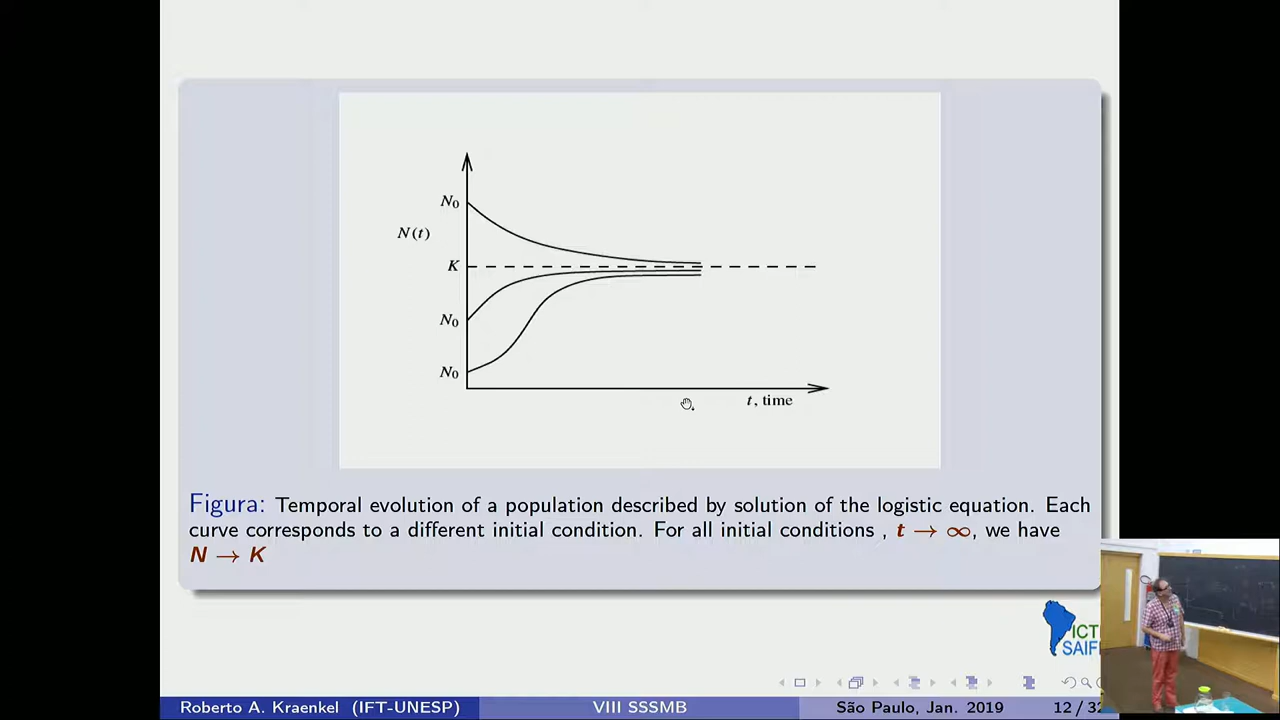 N₀
N(t)
K
N₀
N₀
t, time
Figura: Temporal evolution of a population described by solution of the logistic equation. Each
curve corresponds to a different initial condition. For all initial conditions , t → ∞, we have
N → K
ICT
SAIF
Roberto A. Kraenkel (IFT-UNESP) VIII SSSMB São Paulo, Jan. 2019 12 / 32